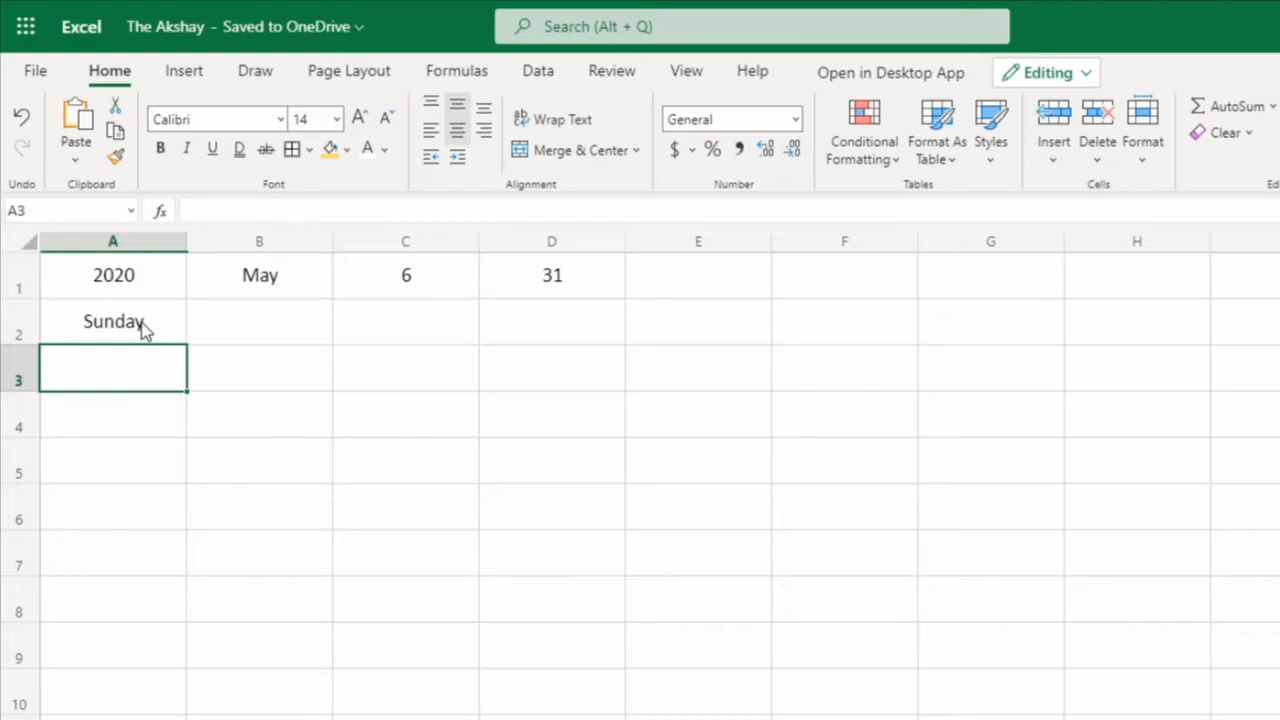 Excel The Akshay - Saved to OneDrive Search (Alt + Q)
File Home Insert Draw Page Layout Formulas Data Review View Help Open in Desktop App Editing
Paste Calibri 14 Wrap Text General Conditional Formatting Format As Table Styles Insert Delete Format AutoSum
B I U D ab A Merge & Center $ % 9 Clear
Undo Clipboard Font Alignment Number Tables Cells
A3 fx
A B C D E F G H
1 2020 May 6 31
2 Sunday
3
4
5
6
7
8
9
10